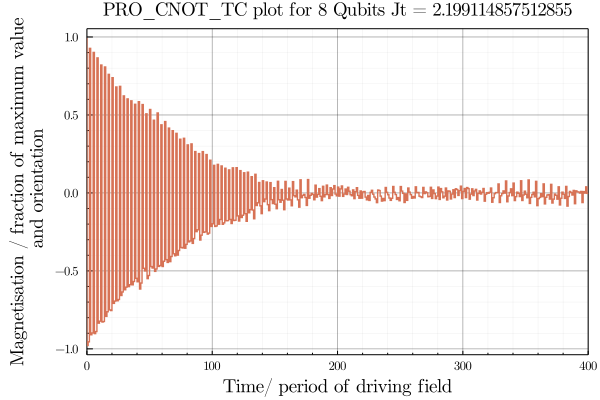 PRO_CNOT_TC plot for 8 Qubits Jt = 2.199114857512855
Magnetisation / fraction of maximum value
and orientation
1.0
0.5
0.0
−0.5
−1.0
0
100
200
300
400
Time/ period of driving field